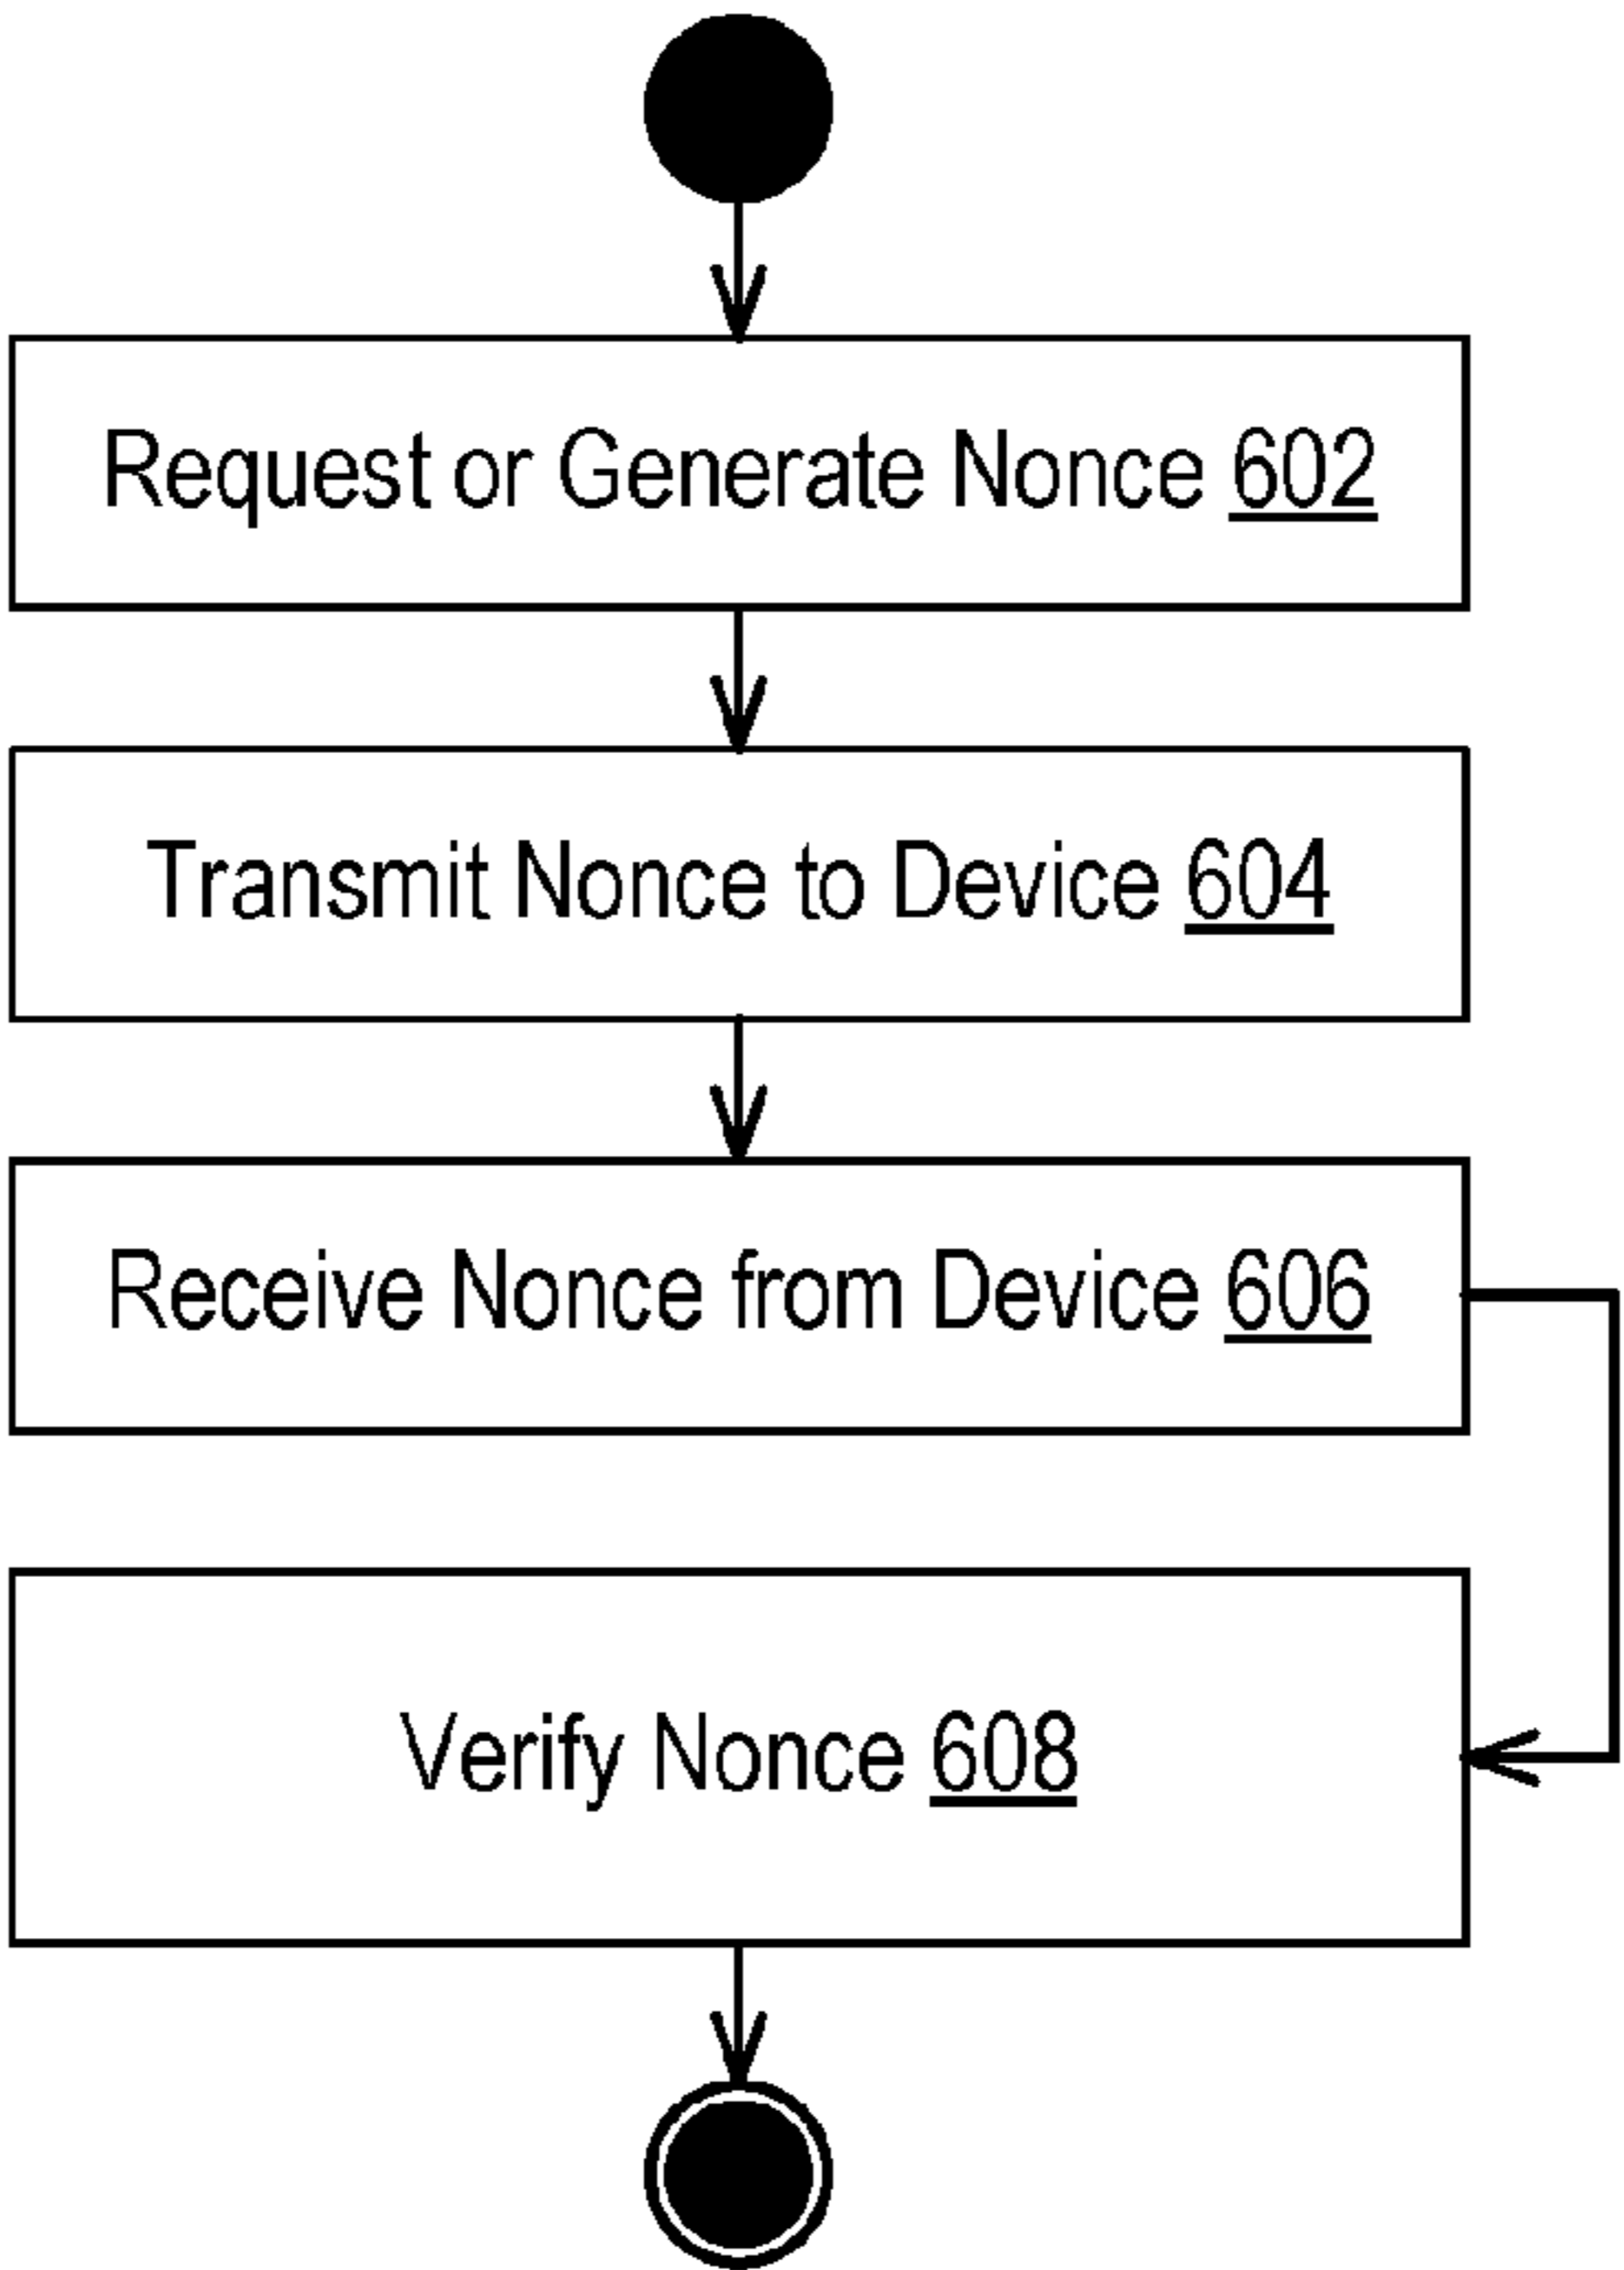 Request or Generate Nonce 602
Transmit Nonce to Device 604
Receive Nonce from Device 606
Verify Nonce 608